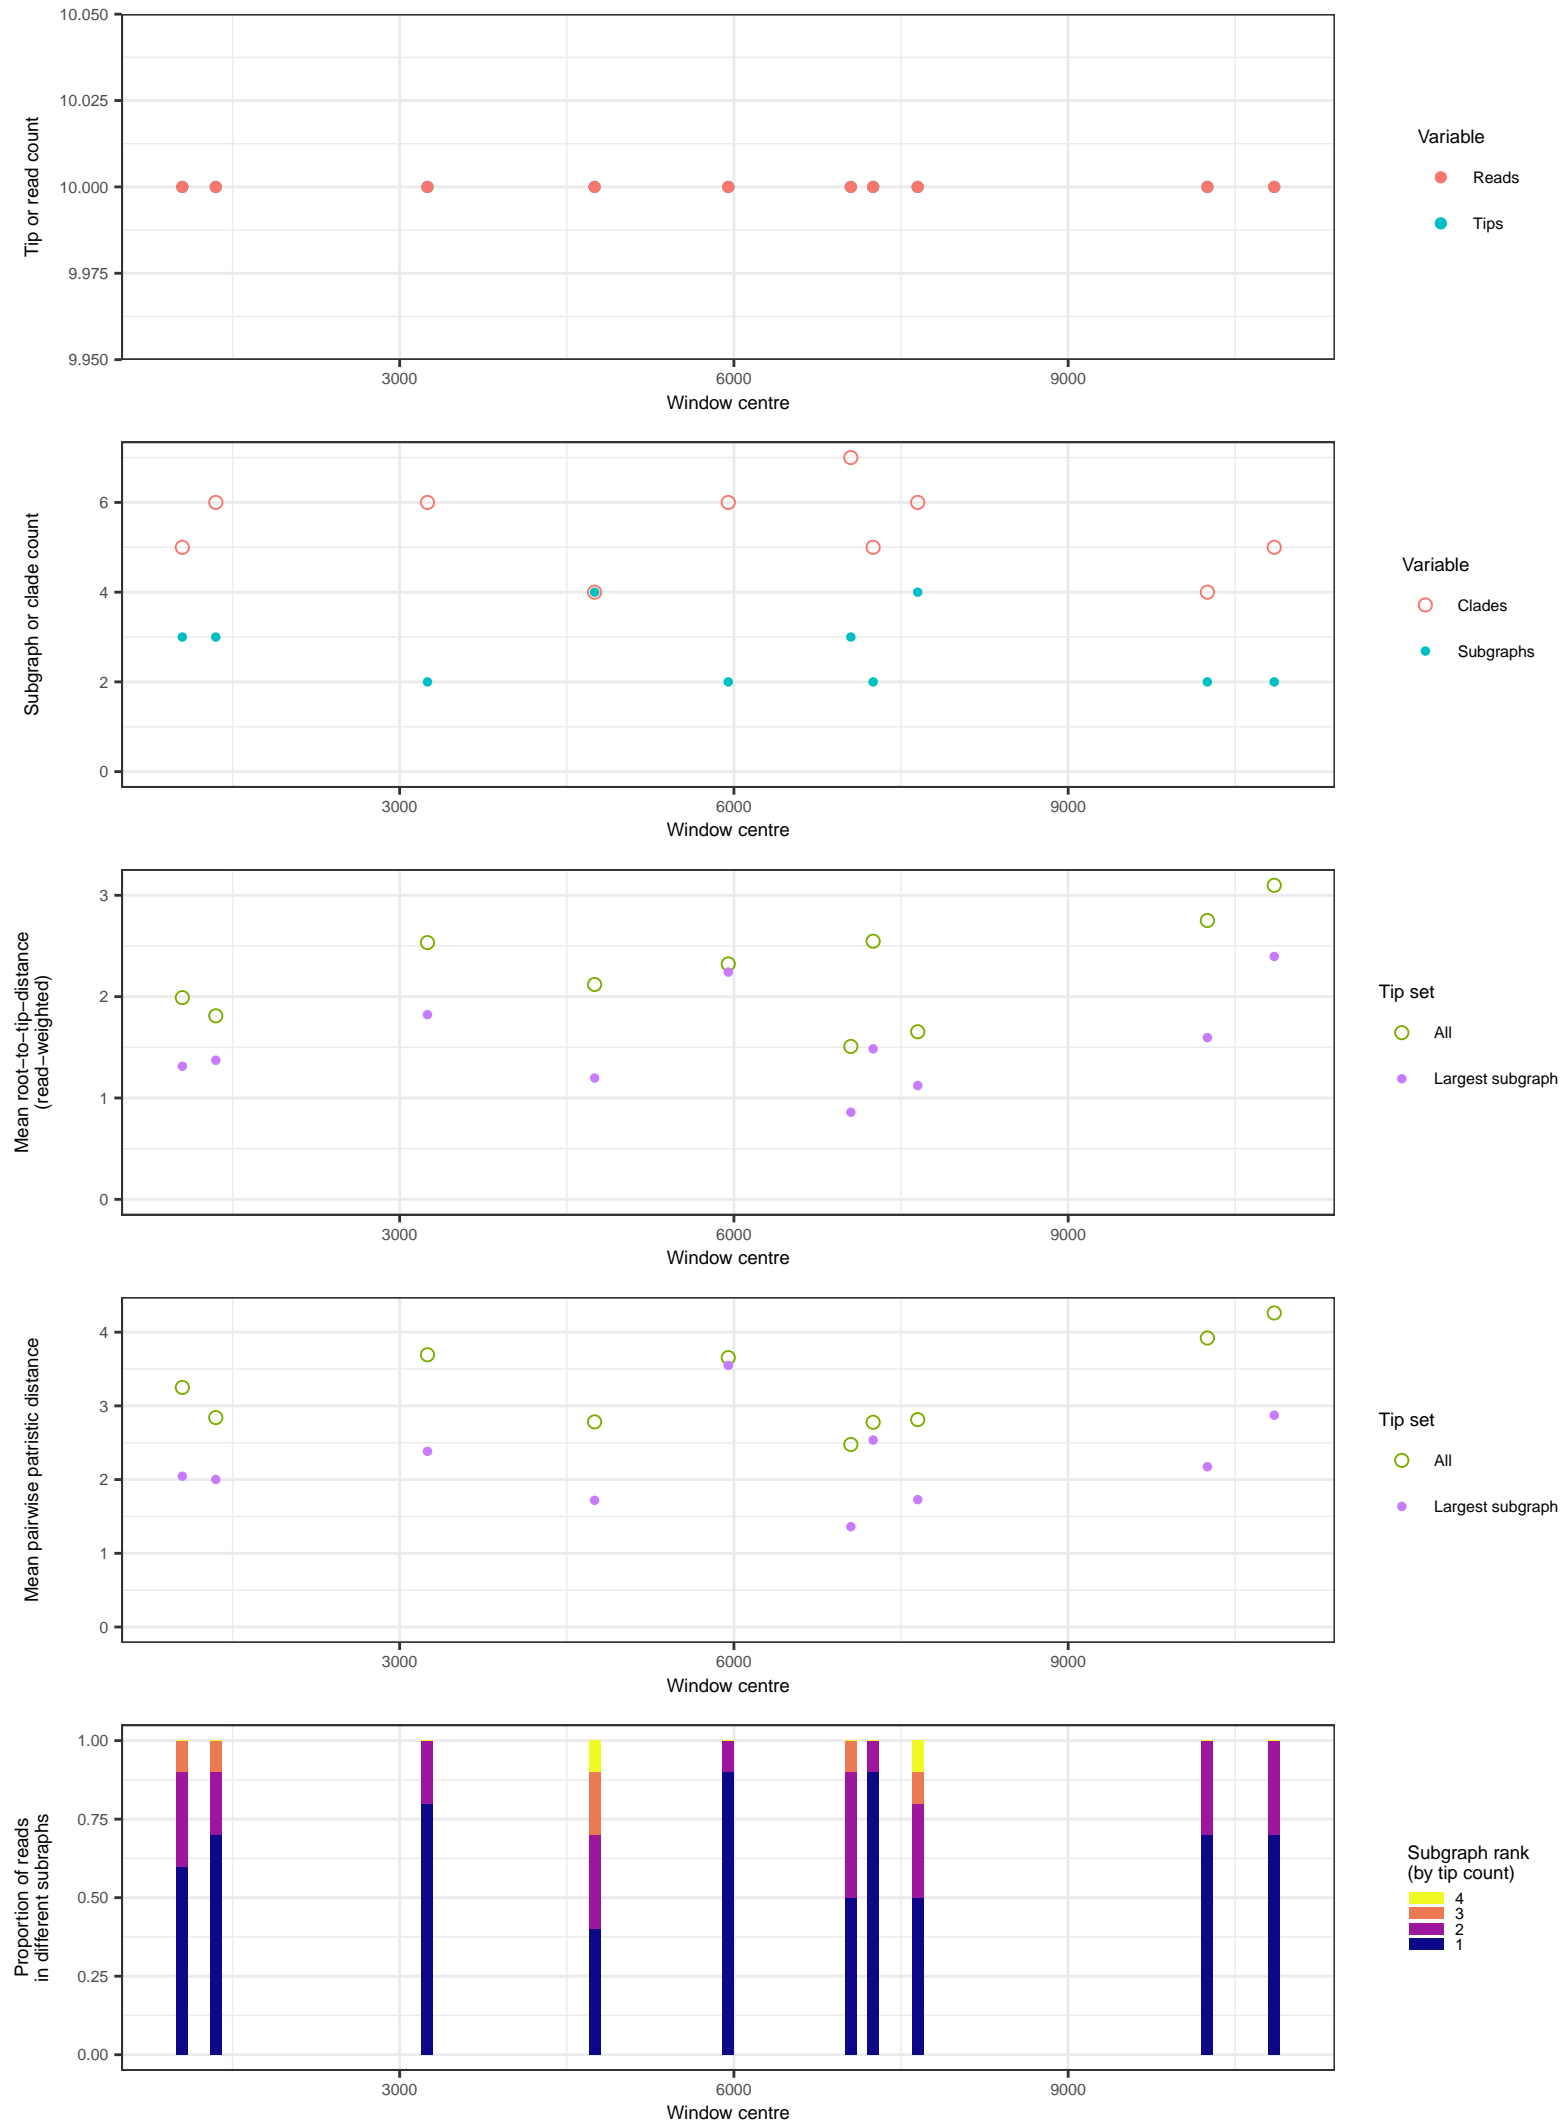 10.050
10.025
10.000
9.975
9.950
Tip or read count
3000 6000 9000
Window centre
Variable
Reads
Tips
6
4
2
0
Subgraph or clade count
3000 6000 9000
Window centre
Variable
Clades
Subgraphs
3
2
1
0
Mean root−to−tip−distance
(read−weighted)
3000 6000 9000
Window centre
Tip set
All
Largest subgraph
4
3
2
1
0
Mean pairwise patristic distance
3000 6000 9000
Window centre
Tip set
All
Largest subgraph
1.00
0.75
0.50
0.25
0.00
Proportion of reads
in different subraphs
3000 6000 9000
Window centre
Subgraph rank
(by tip count)
4
3
2
1